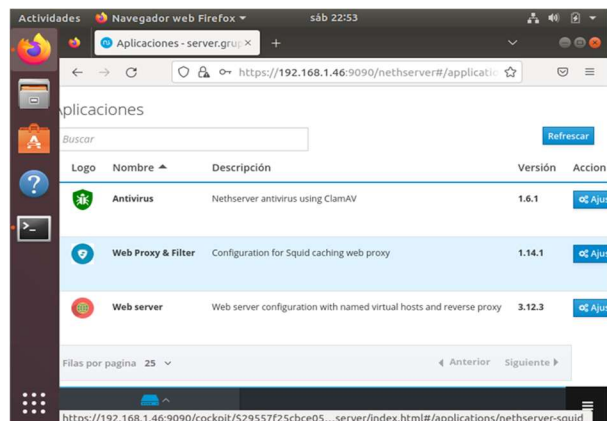 Actividades Navegador web Firefox sáb 22:53
Aplicaciones - server.grup
https://192.168.1.46:9090/nethserver#/applicatio
plicaciones
Buscar
Refrescar
Logo Nombre Descripción Versión Accion
Antivirus Nethserver antivirus using ClamAV 1.6.1 Ajus
Web Proxy & Filter Configuration for Squid caching web proxy 1.14.1 Ajus
Web server Web server configuration with named virtual hosts and reverse proxy 3.12.3 Ajus
Filas por pagina 25 Anterior Siguiente
https://192.168.1.46:9090/cockpit/$29557f25cbce05...server/index.html#/applications/nethserver-squid